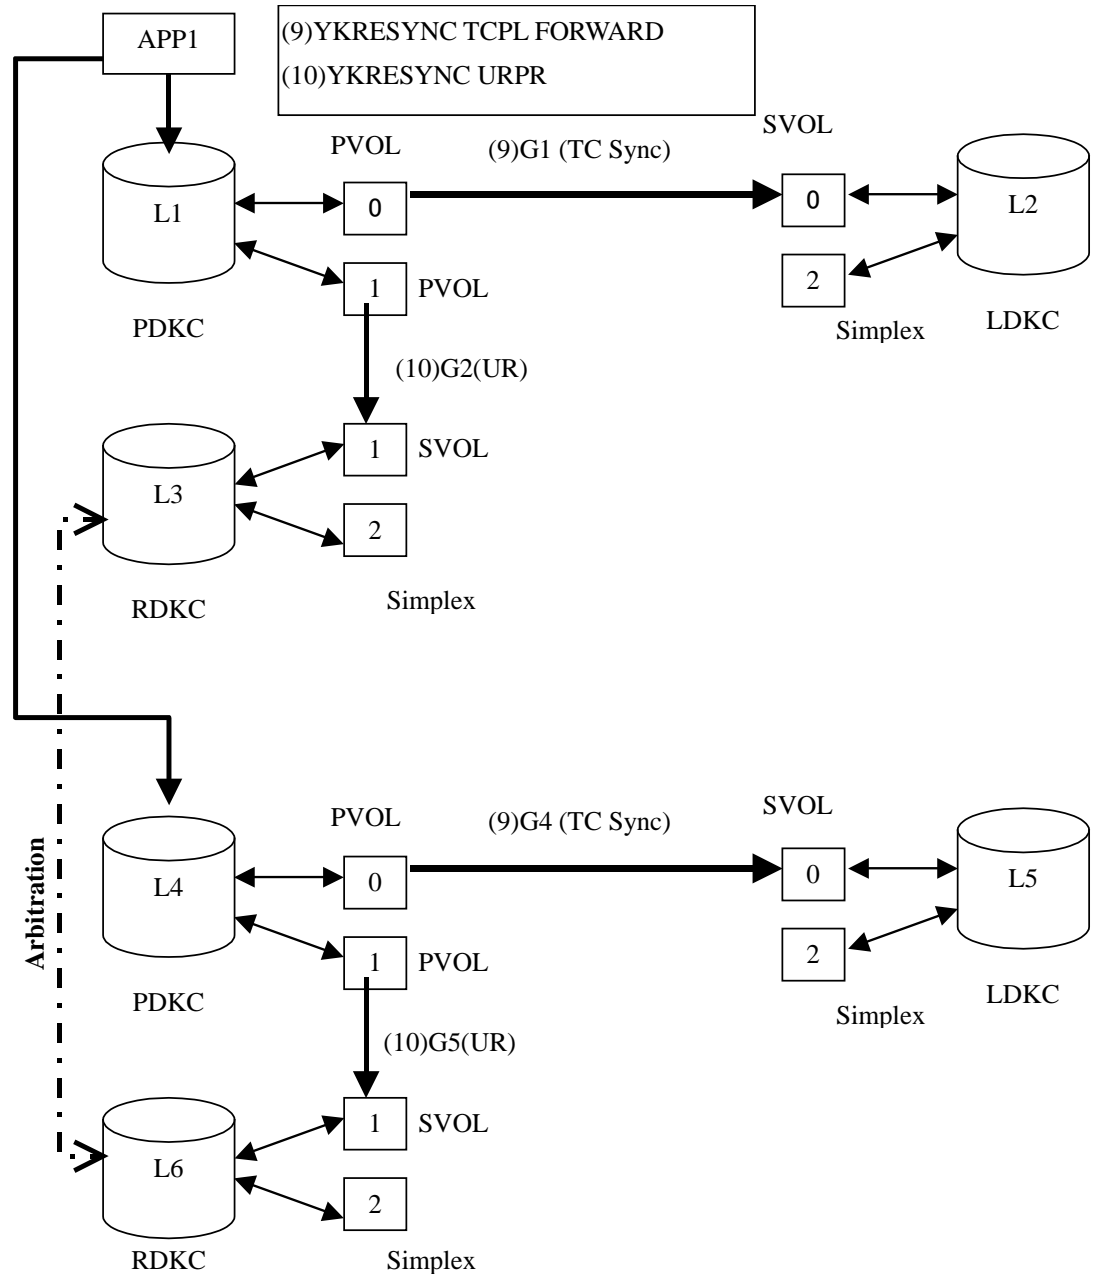 APP1
(9)YKRESYNC TCPL FORWARD
(10)YKRESYNC URPR
PVOL
(9)G1 (TC Sync)
SVOL
L1
0
0
L2
1
PVOL
2
PDKC
Simplex
LDKC
(10)G2(UR)
1
SVOL
L3
2
RDKC
Simplex
PVOL
(9)G4 (TC Sync)
SVOL
L4
0
0
L5
Arbitration
1
PVOL
2
PDKC
Simplex
LDKC
(10)G5(UR)
1
SVOL
L6
2
RDKC
Simplex